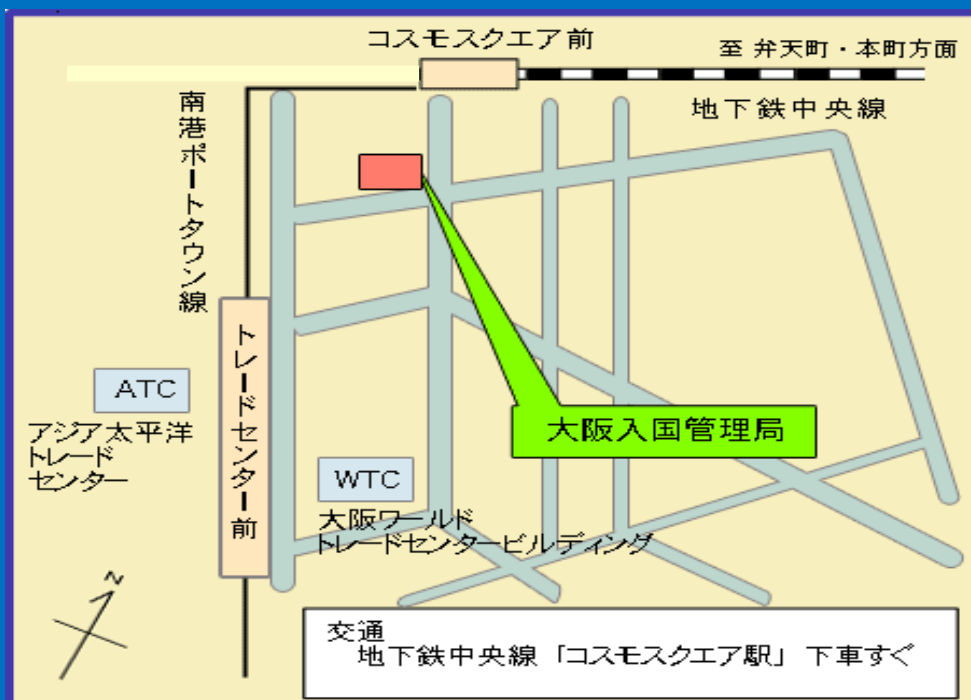 コスモスクエア前
至 弁天町・本町方面
地下鉄中央線
南港ポートタウン線
トレードセンター前
ATC
アジア太平洋
トレード
センター
大阪入国管理局
WTC
大阪ワールド
トレードセンタービルディング
N
交通
地下鉄中央線「コスモスクエア駅」下車すぐ